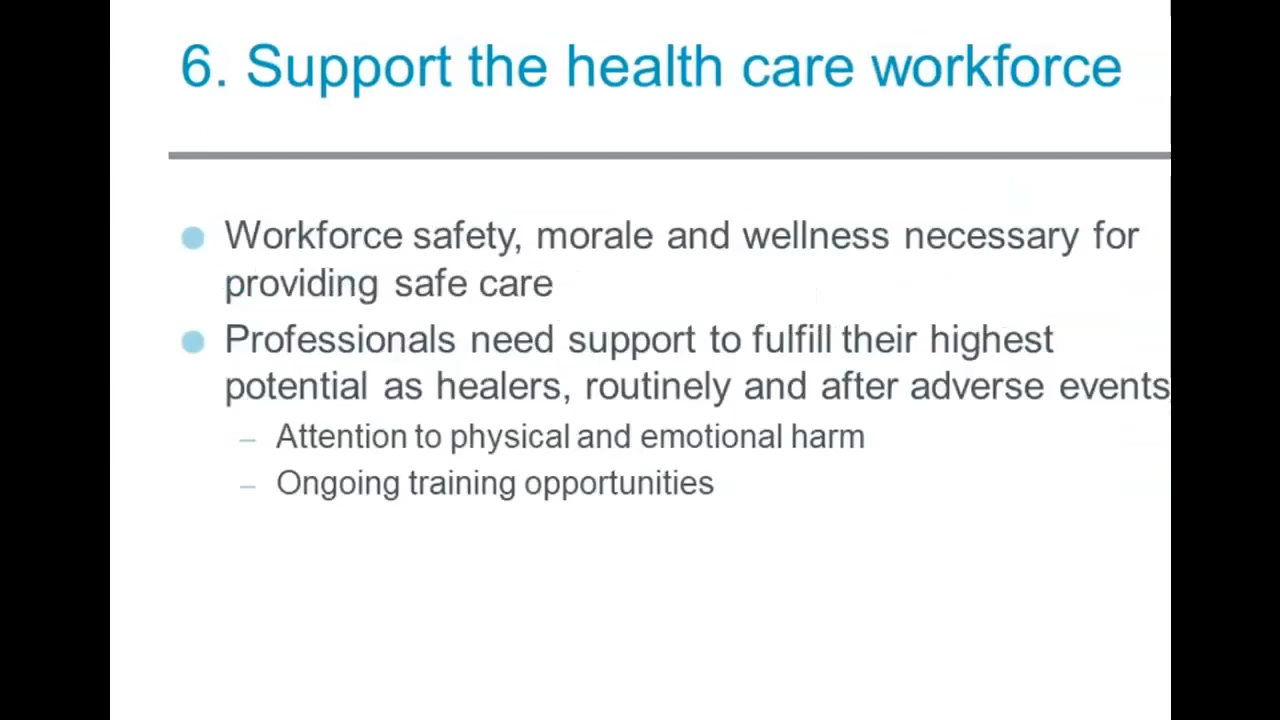 6. Support the health care workforce
Workforce safety, morale and wellness necessary for
providing safe care
Professionals need support to fulfill their highest
potential as healers, routinely and after adverse events
– Attention to physical and emotional harm
– Ongoing training opportunities